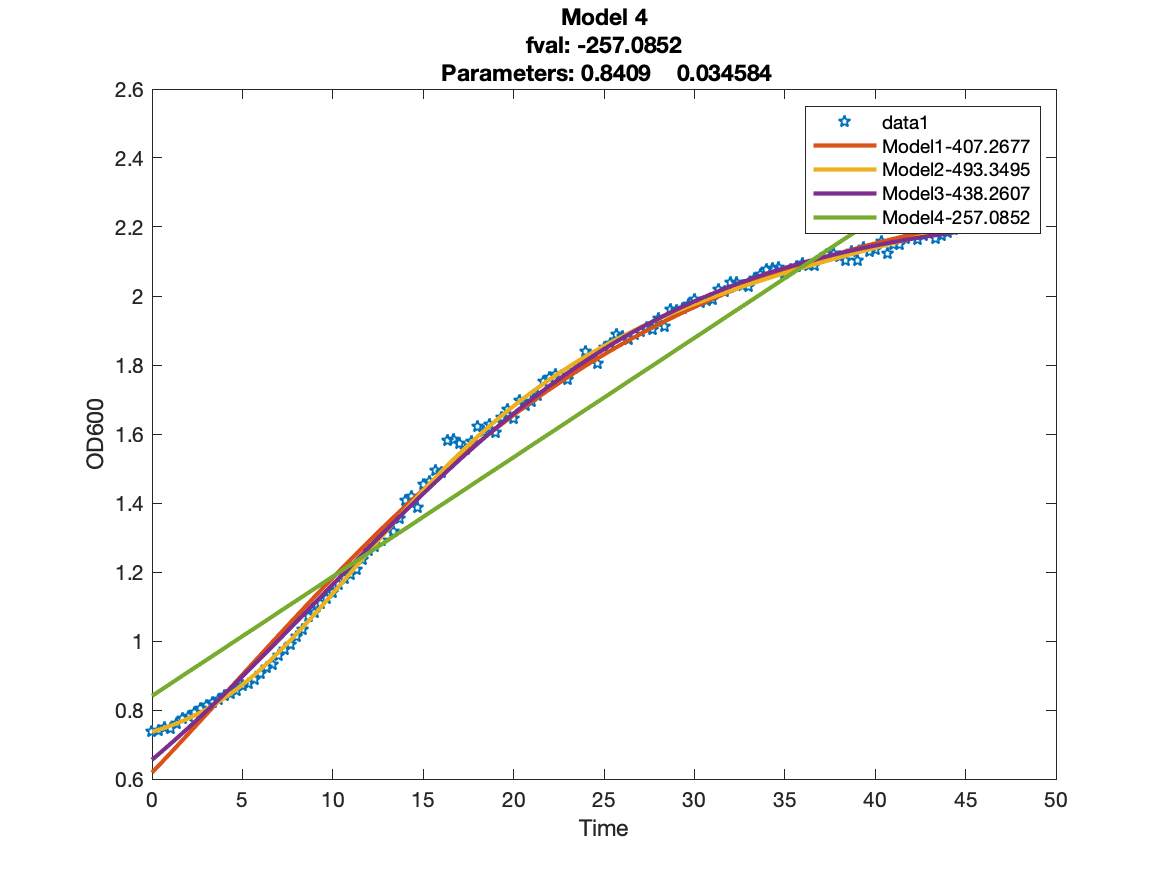 Model 4
fval: -257.0852
Parameters: 0.8409 0.034584
2.6
2.4
2.2
2
1.8
1.6
1.4
1.2
1
0.8
0.6
OD600
data1
Model1-407.2677
Model2-493.3495
Model3-438.2607
Model4-257.0852
0 5 10 15 20 25 30 35 40 45 50
Time